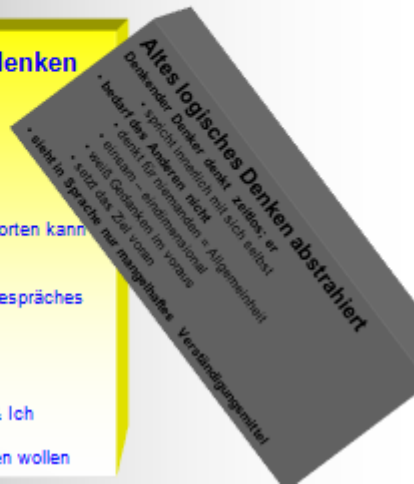 denken
orten kann
espräches
Ich
en wollen
Altes logisches Denken abstrahiert
Denkender Denker denkt zeitlos; er
• bedarf des Anderen nicht
• spricht innerlich mit sich selbst
• denkt für niemanden = Allgemeinheit
• einsam – eindimensional
• weiß Gedanken im voraus
• setzt das Ziel voran
• sieht in Sprache nur mangelhaftes Verständigungsmittel